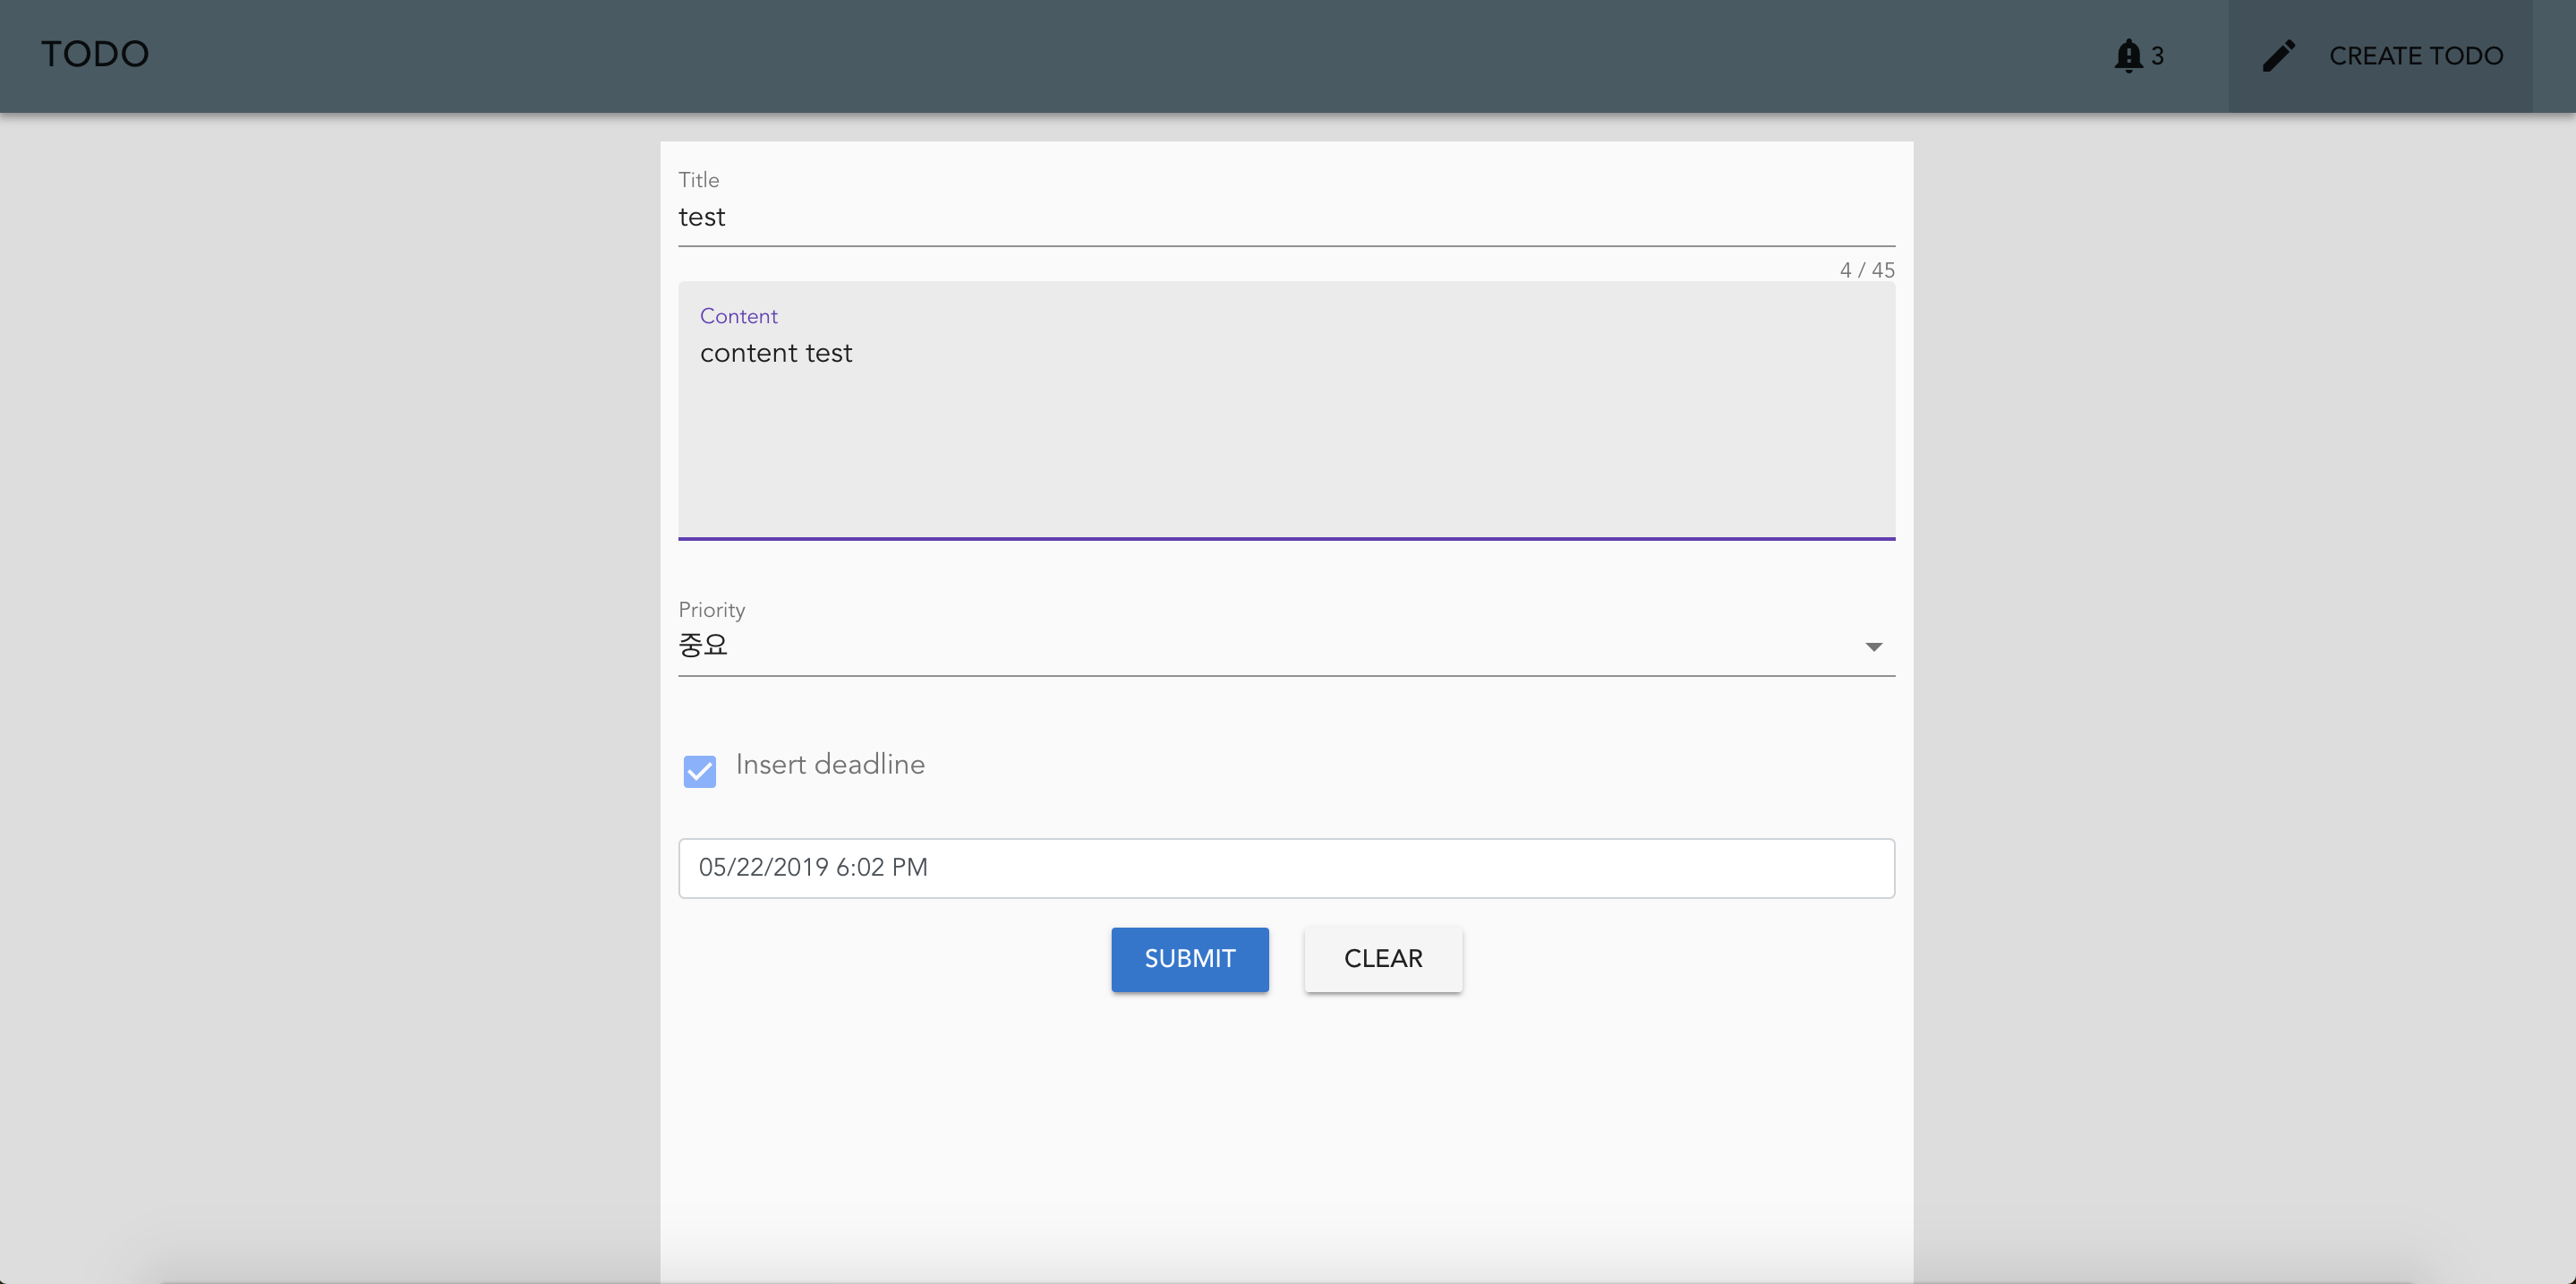 TODO
3
CREATE TODO
Title
test
4 / 45
Content
content test
Priority
중요
Insert deadline
05/22/2019 6:02 PM
SUBMIT
CLEAR